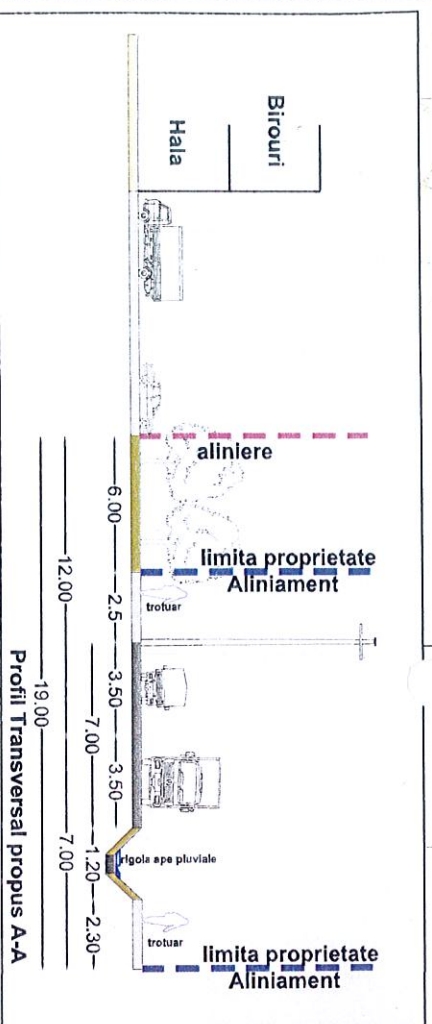 Birouri
Hala
aliniere
limita proprietate
Aliniament
trotuar
rigola ape pluviale
trotuar
limita proprietate
Aliniament
6.00
2.5
3.50
3.50
7.00
1.20
2.30
12.00
7.00
19.00
Profil Transversal propus A-A